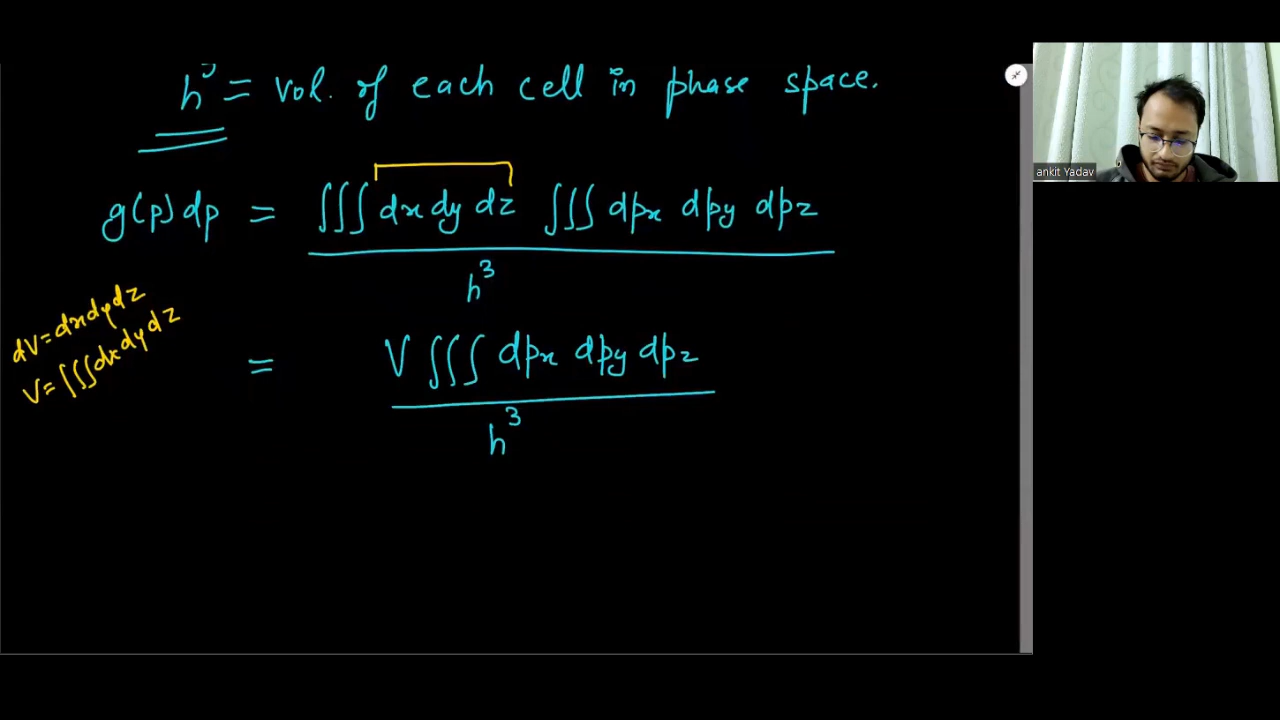 h³ = vol. of each cell in phase space.
g(p) dp = ∫∫∫ dx dy dz ∫∫∫ dpx dpy dpz
h³
dV = dx dy dz
V = ∫∫∫ dx dy dz
= V ∫∫∫ dpx dpy dpz
h³
ankit Yadav